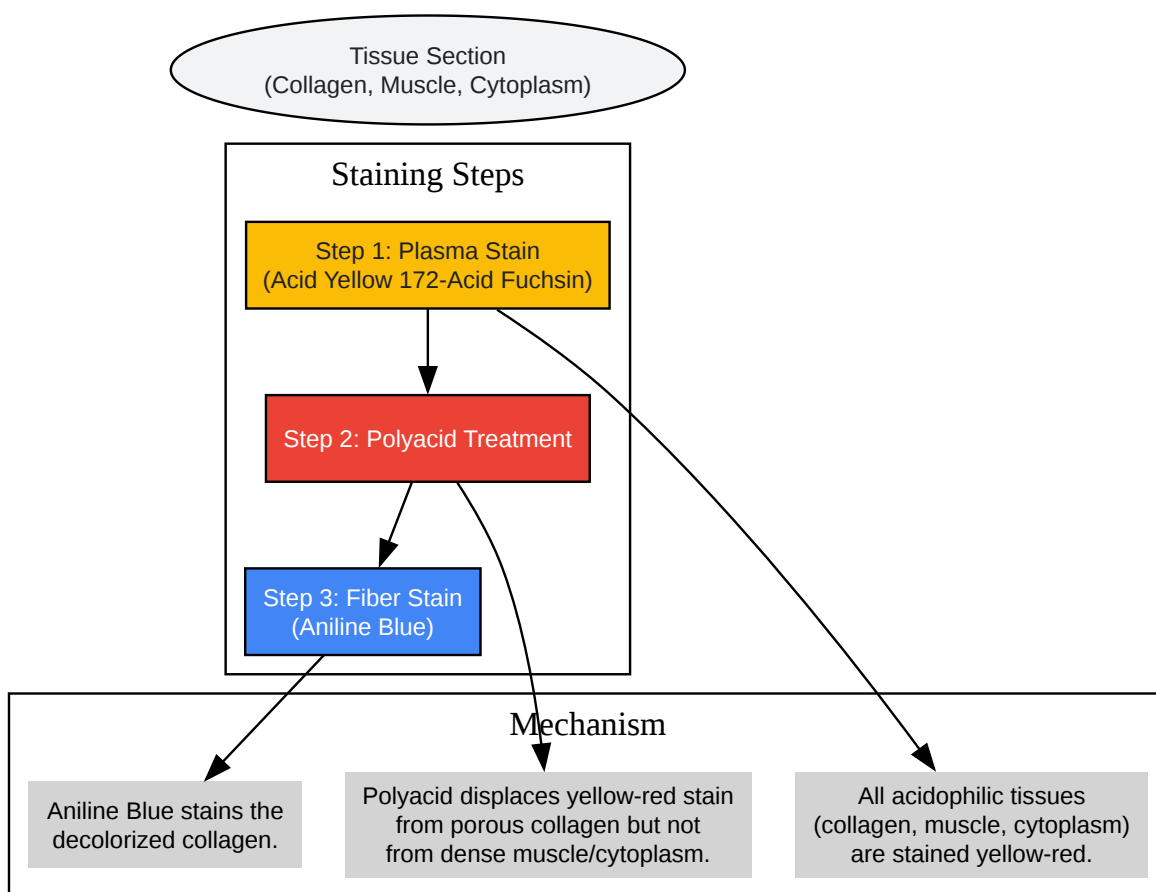 Tissue Section
(Collagen, Muscle, Cytoplasm)
Staining Steps
Step 1: Plasma Stain
(Acid Yellow 172-Acid Fuchsin)
Step 2: Polyacid Treatment
Step 3: Fiber Stain
(Aniline Blue)
Mechanism
Aniline Blue stains the
decolorized collagen.
Polyacid displaces yellow-red stain
from porous collagen but not
from dense muscle/cytoplasm.
All acidophilic tissues
(collagen, muscle, cytoplasm)
are stained yellow-red.